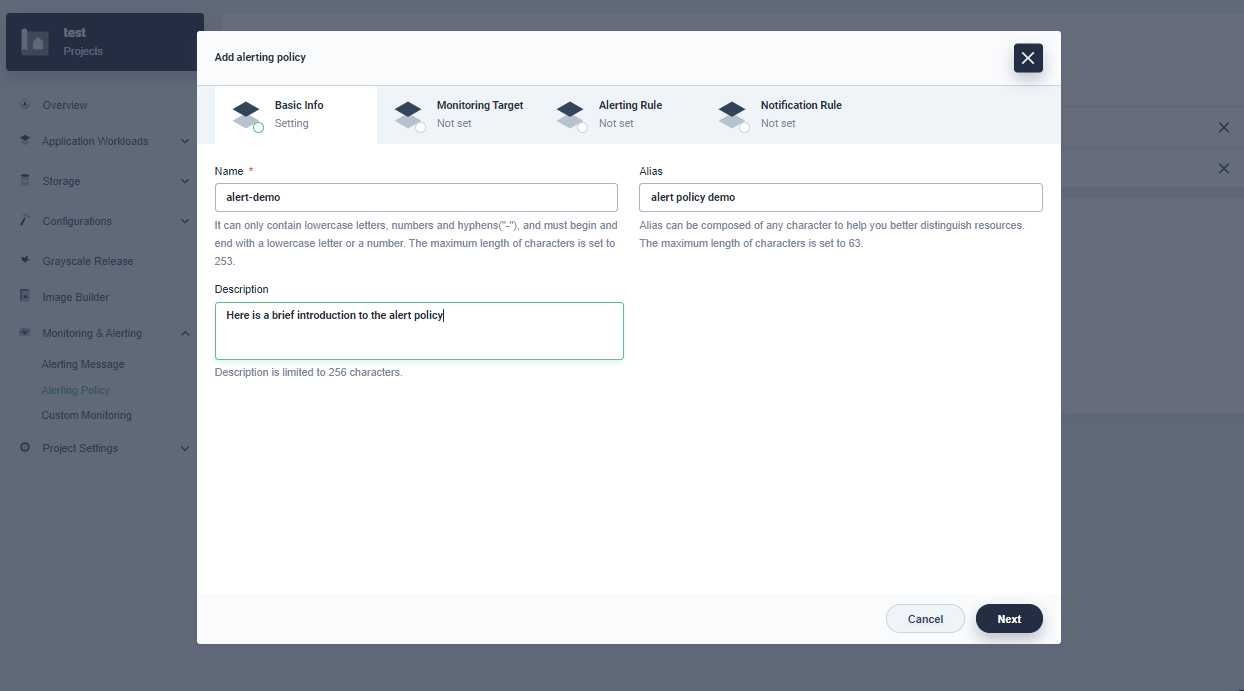 test
Projects
Overview
Application Workloads
Storage
Configurations
Grayscale Release
Image Builder
Monitoring & Alerting
Alerting Message
Alerting Policy
Custom Monitoring
Project Settings
Add alerting policy
Basic Info
Setting
Monitoring Target
Not set
Alerting Rule
Not set
Notification Rule
Not set
Name *
alert-demo
It can only contain lowercase letters, numbers and hyphens("-"), and must begin and
end with a lowercase letter or a number. The maximum length of characters is set to
253.
Alias
alert policy demo
Alias can be composed of any character to help you better distinguish resources.
The maximum length of characters is set to 63.
Description
Here is a brief introduction to the alert policy
Description is limited to 256 characters.
Cancel
Next